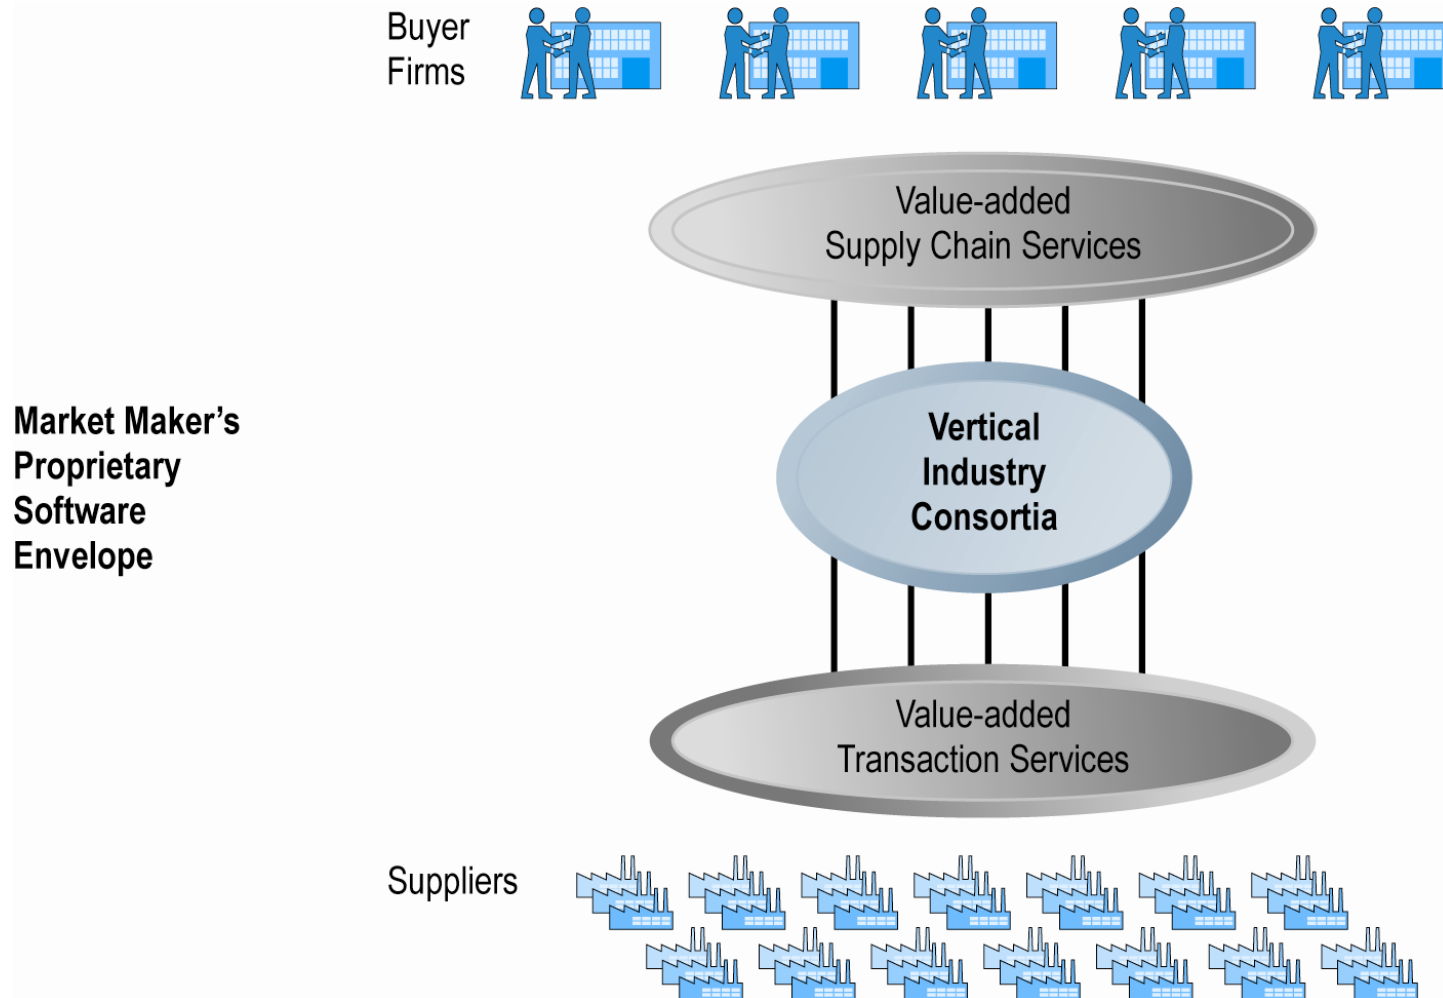 Buyer
Firms
Value-added
Supply Chain Services
Market Maker’s
Proprietary
Software
Envelope
Vertical
Industry
Consortia
Value-added
Transaction Services
Suppliers